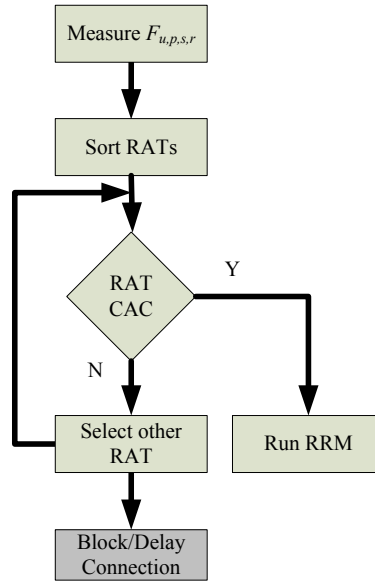 Measure F_{u,p,s,r}
Sort RATs
RAT
CAC
Y
N
Select other
RAT
Run RRM
Block/Delay
Connection